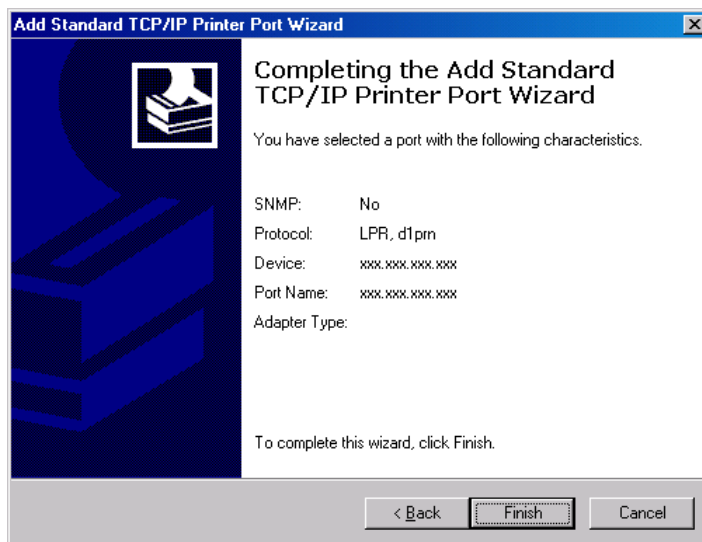 Add Standard TCP/IP Printer Port Wizard
Completing the Add Standard
TCP/IP Printer Port Wizard
You have selected a port with the following characteristics.
SNMP: No
Protocol: LPR, d1prn
Device: xxx.xxx.xxx.xxx
Port Name: xxx.xxx.xxx.xxx
Adapter Type:
To complete this wizard, click Finish.
< Back Finish Cancel